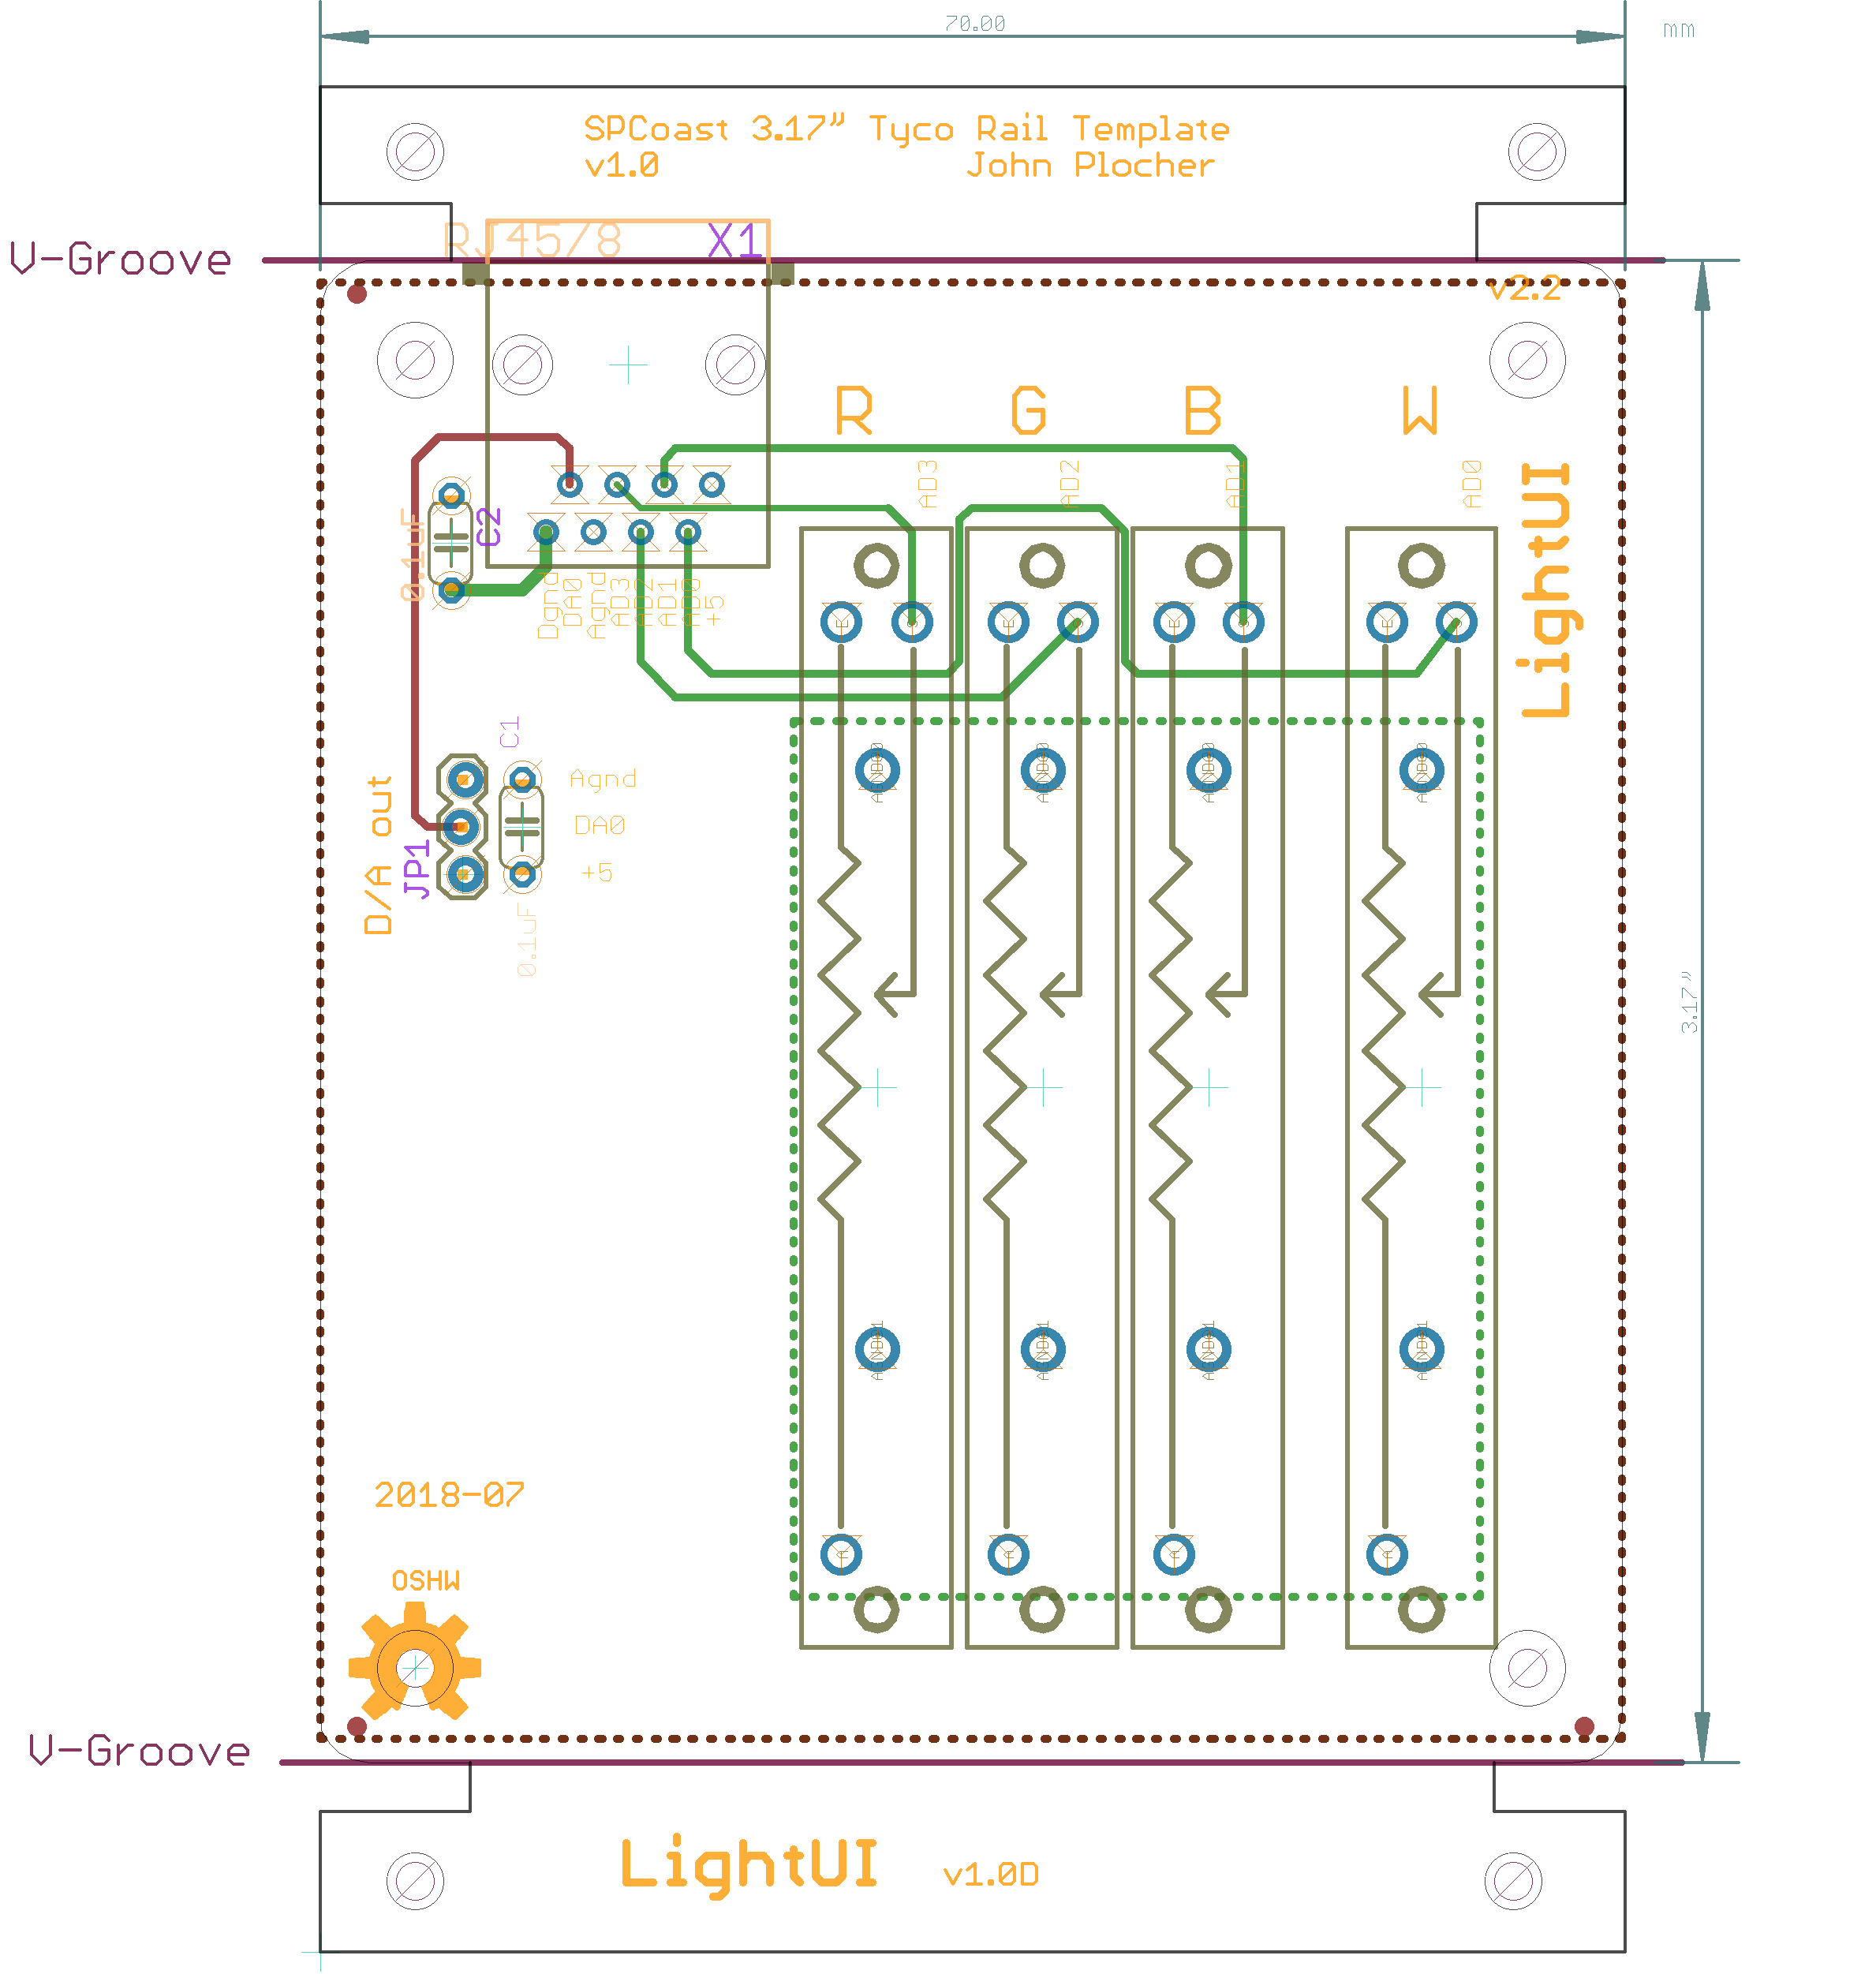 70.00
mm
SPCoast 3.17” Tyco Rail Template
v1.0 John Plocher
RJ45/8 X1
V-Groove
v2.2
R G B W
AD3 AD2 AD1 AD0
LightUI
0.1uF
C2
Dgnd
DA0
Agnd
AD3
AD2
AD1
AD0
+5
E E E E
C1
D/A out
JP1
Agnd
DA0
+5
0.1uF
3.17”
2018-07
OSHW
V-Groove
LightUI v1.0D